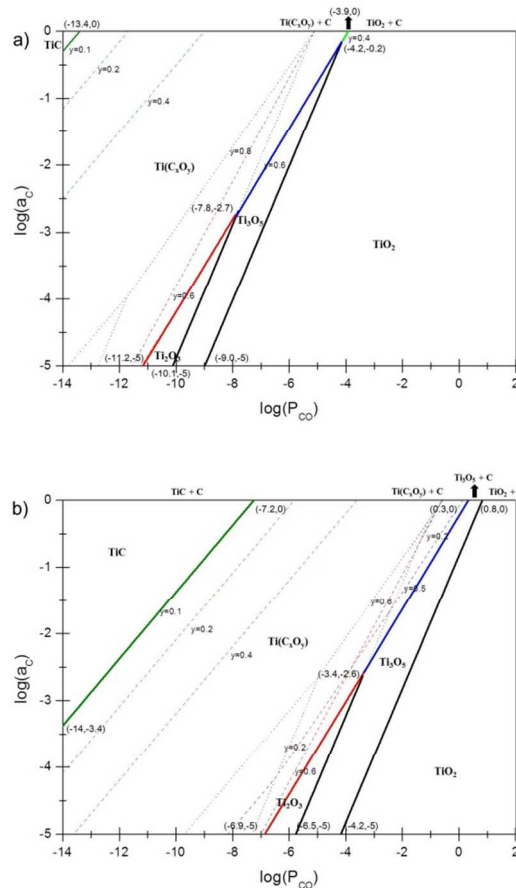 a)
(-3.9,0)
Ti(CxOy) + C
TiO2 + C
(-13.4,0)
TiC
y=0.1
y=0.2
y=0.4
y=0.4
(-4.2,-0.2)
y=0.8
y=0.6
Ti(CxOy)
(-7.8,-2.7)
Ti3O5
TiO2
y=0.6
(-11.2,-5)
(-10.1,-5)
(-9.0,-5)
0
-1
-2
-3
-4
-5
log(aC)
-14 -12 -10 -8 -6 -4 -2 0 2
log(PCO)
b)
Ti3O5 + C
TiC + C
Ti(CxOy) + C
TiO2 +
(-7.2,0)
(0.3,0)
(0.8,0)
TiC
y=0.1
y=0.2
y=0.4
y=0.6
y=0.5
Ti(CxOy)
Ti3O5
(-3.4,-2.6)
(-14,-3.4)
y=0.2
y=0.6
Ti2O3
TiO2
(-6.9,-5)
(-6.5,-5)
(-4.2,-5)
0
-1
-2
-3
-4
-5
log(aC)
-14 -12 -10 -8 -6 -4 -2 0 2
log(PCO)